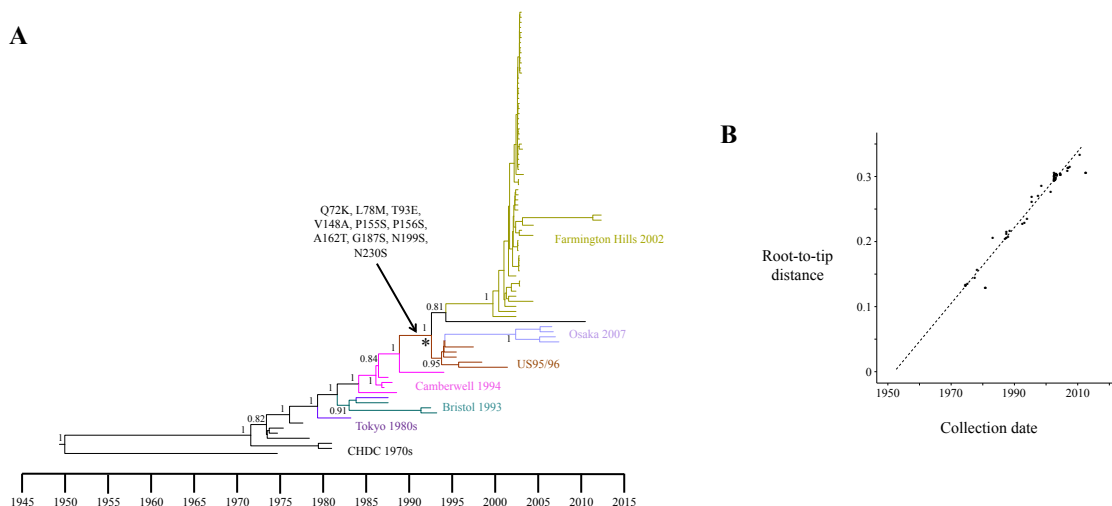 A
Q72K, L78M, T93E,
V148A, P155S, P156S,
A162T, G187S, N199S,
N230S
Farmington Hills 2002
1
0.81
1
*
Osaka 2007
1
US95/96
0.95
1
0.84
1
Camberwell 1994
1
1
1
Bristol 1993
0.91
Tokyo 1980s
1
0.82
1
CHDC 1970s
1945 1950 1955 1960 1965 1970 1975 1980 1985 1990 1995 2000 2005 2010 2015
B
Root-to-tip
distance
0.3
0.2
0.1
0
1950 1970 1990 2010
Collection date